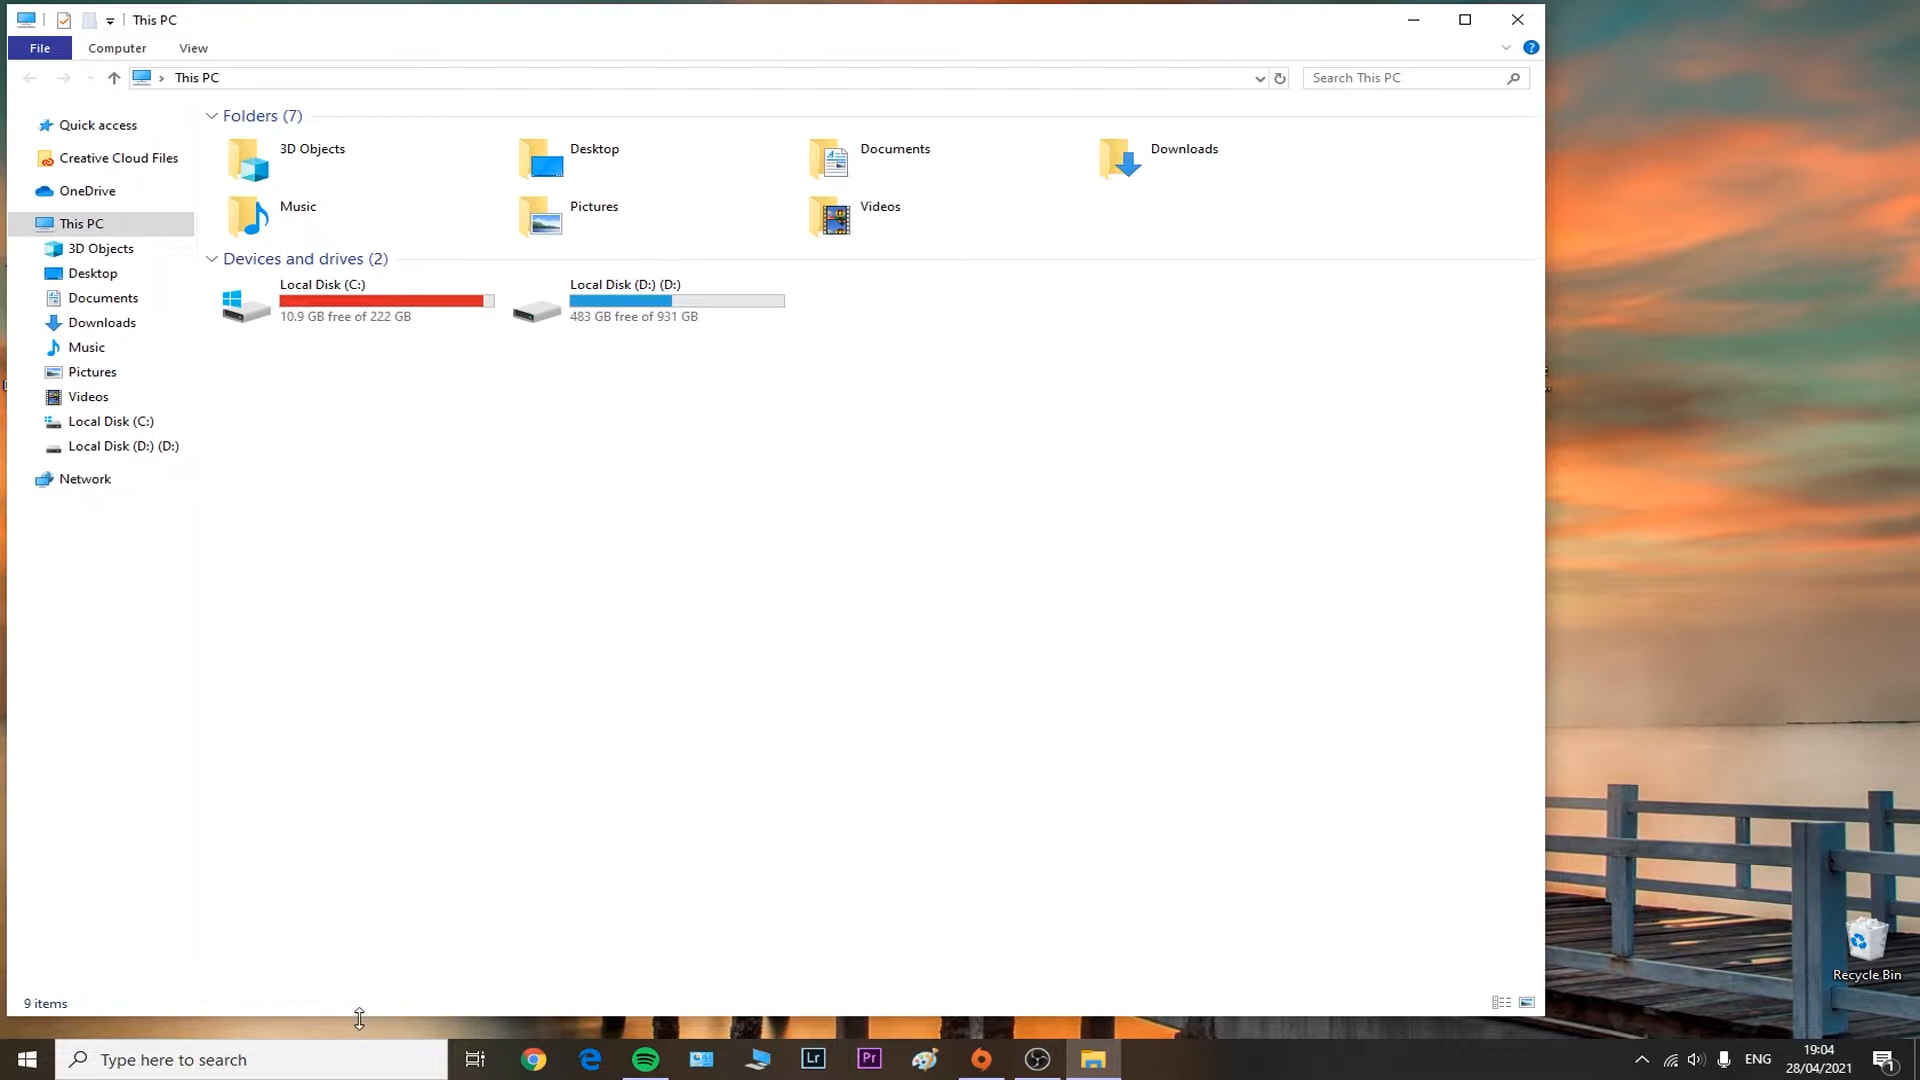 This PC
File
Computer
View
?
This PC
Search This PC
Quick access
Creative Cloud Files
OneDrive
This PC
3D Objects
Desktop
Documents
Downloads
Music
Pictures
Videos
Local Disk (C:)
Local Disk (D:) (D:)
Network
Folders (7)
3D Objects
Desktop
Documents
Downloads
Music
Pictures
Videos
Devices and drives (2)
Local Disk (C:)
10.9 GB free of 222 GB
Local Disk (D:) (D:)
483 GB free of 931 GB
9 items
Recycle Bin
Type here to search
Lr
Pr
ENG
19:04
28/04/2021
1